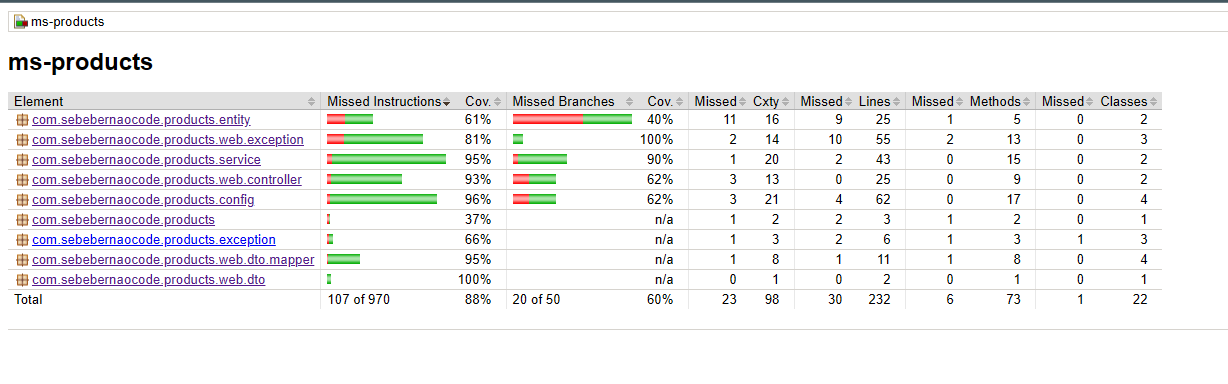 ms-products
ms-products
Element Missed Instructions Cov. Missed Branches Cov. Missed Cxty Missed Lines Missed Methods Missed Classes
com.sebebernaocode.products.entity 61% 40% 11 16 9 25 1 5 0 2
com.sebebernaocode.products.web.exception 81% 100% 2 14 10 55 2 13 0 3
com.sebebernaocode.products.service 95% 90% 1 20 2 43 0 15 0 2
com.sebebernaocode.products.web.controller 93% 62% 3 13 0 25 0 9 0 2
com.sebebernaocode.products.config 96% 62% 3 21 4 62 0 17 0 4
com.sebebernaocode.products 37% n/a 1 2 2 3 1 2 0 1
com.sebebernaocode.products.exception 66% n/a 1 3 2 6 1 3 1 3
com.sebebernaocode.products.web.dto.mapper 95% n/a 1 8 1 11 1 8 0 4
com.sebebernaocode.products.web.dto 100% n/a 0 1 0 2 0 1 0 1
Total 107 of 970 88% 20 of 50 60% 23 98 30 232 6 73 1 22